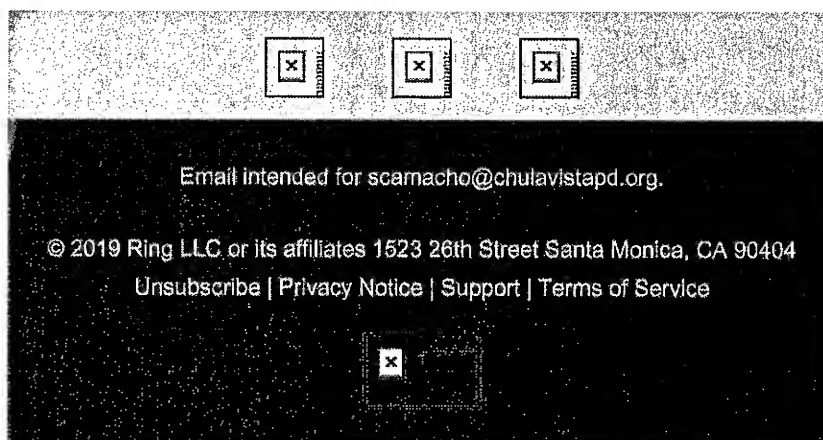 Email intended for scamacho@chulavistapd.org.
© 2019 Ring LLC or its affiliates 1523 26th Street Santa Monica, CA 90404
Unsubscribe | Privacy Notice | Support | Terms of Service